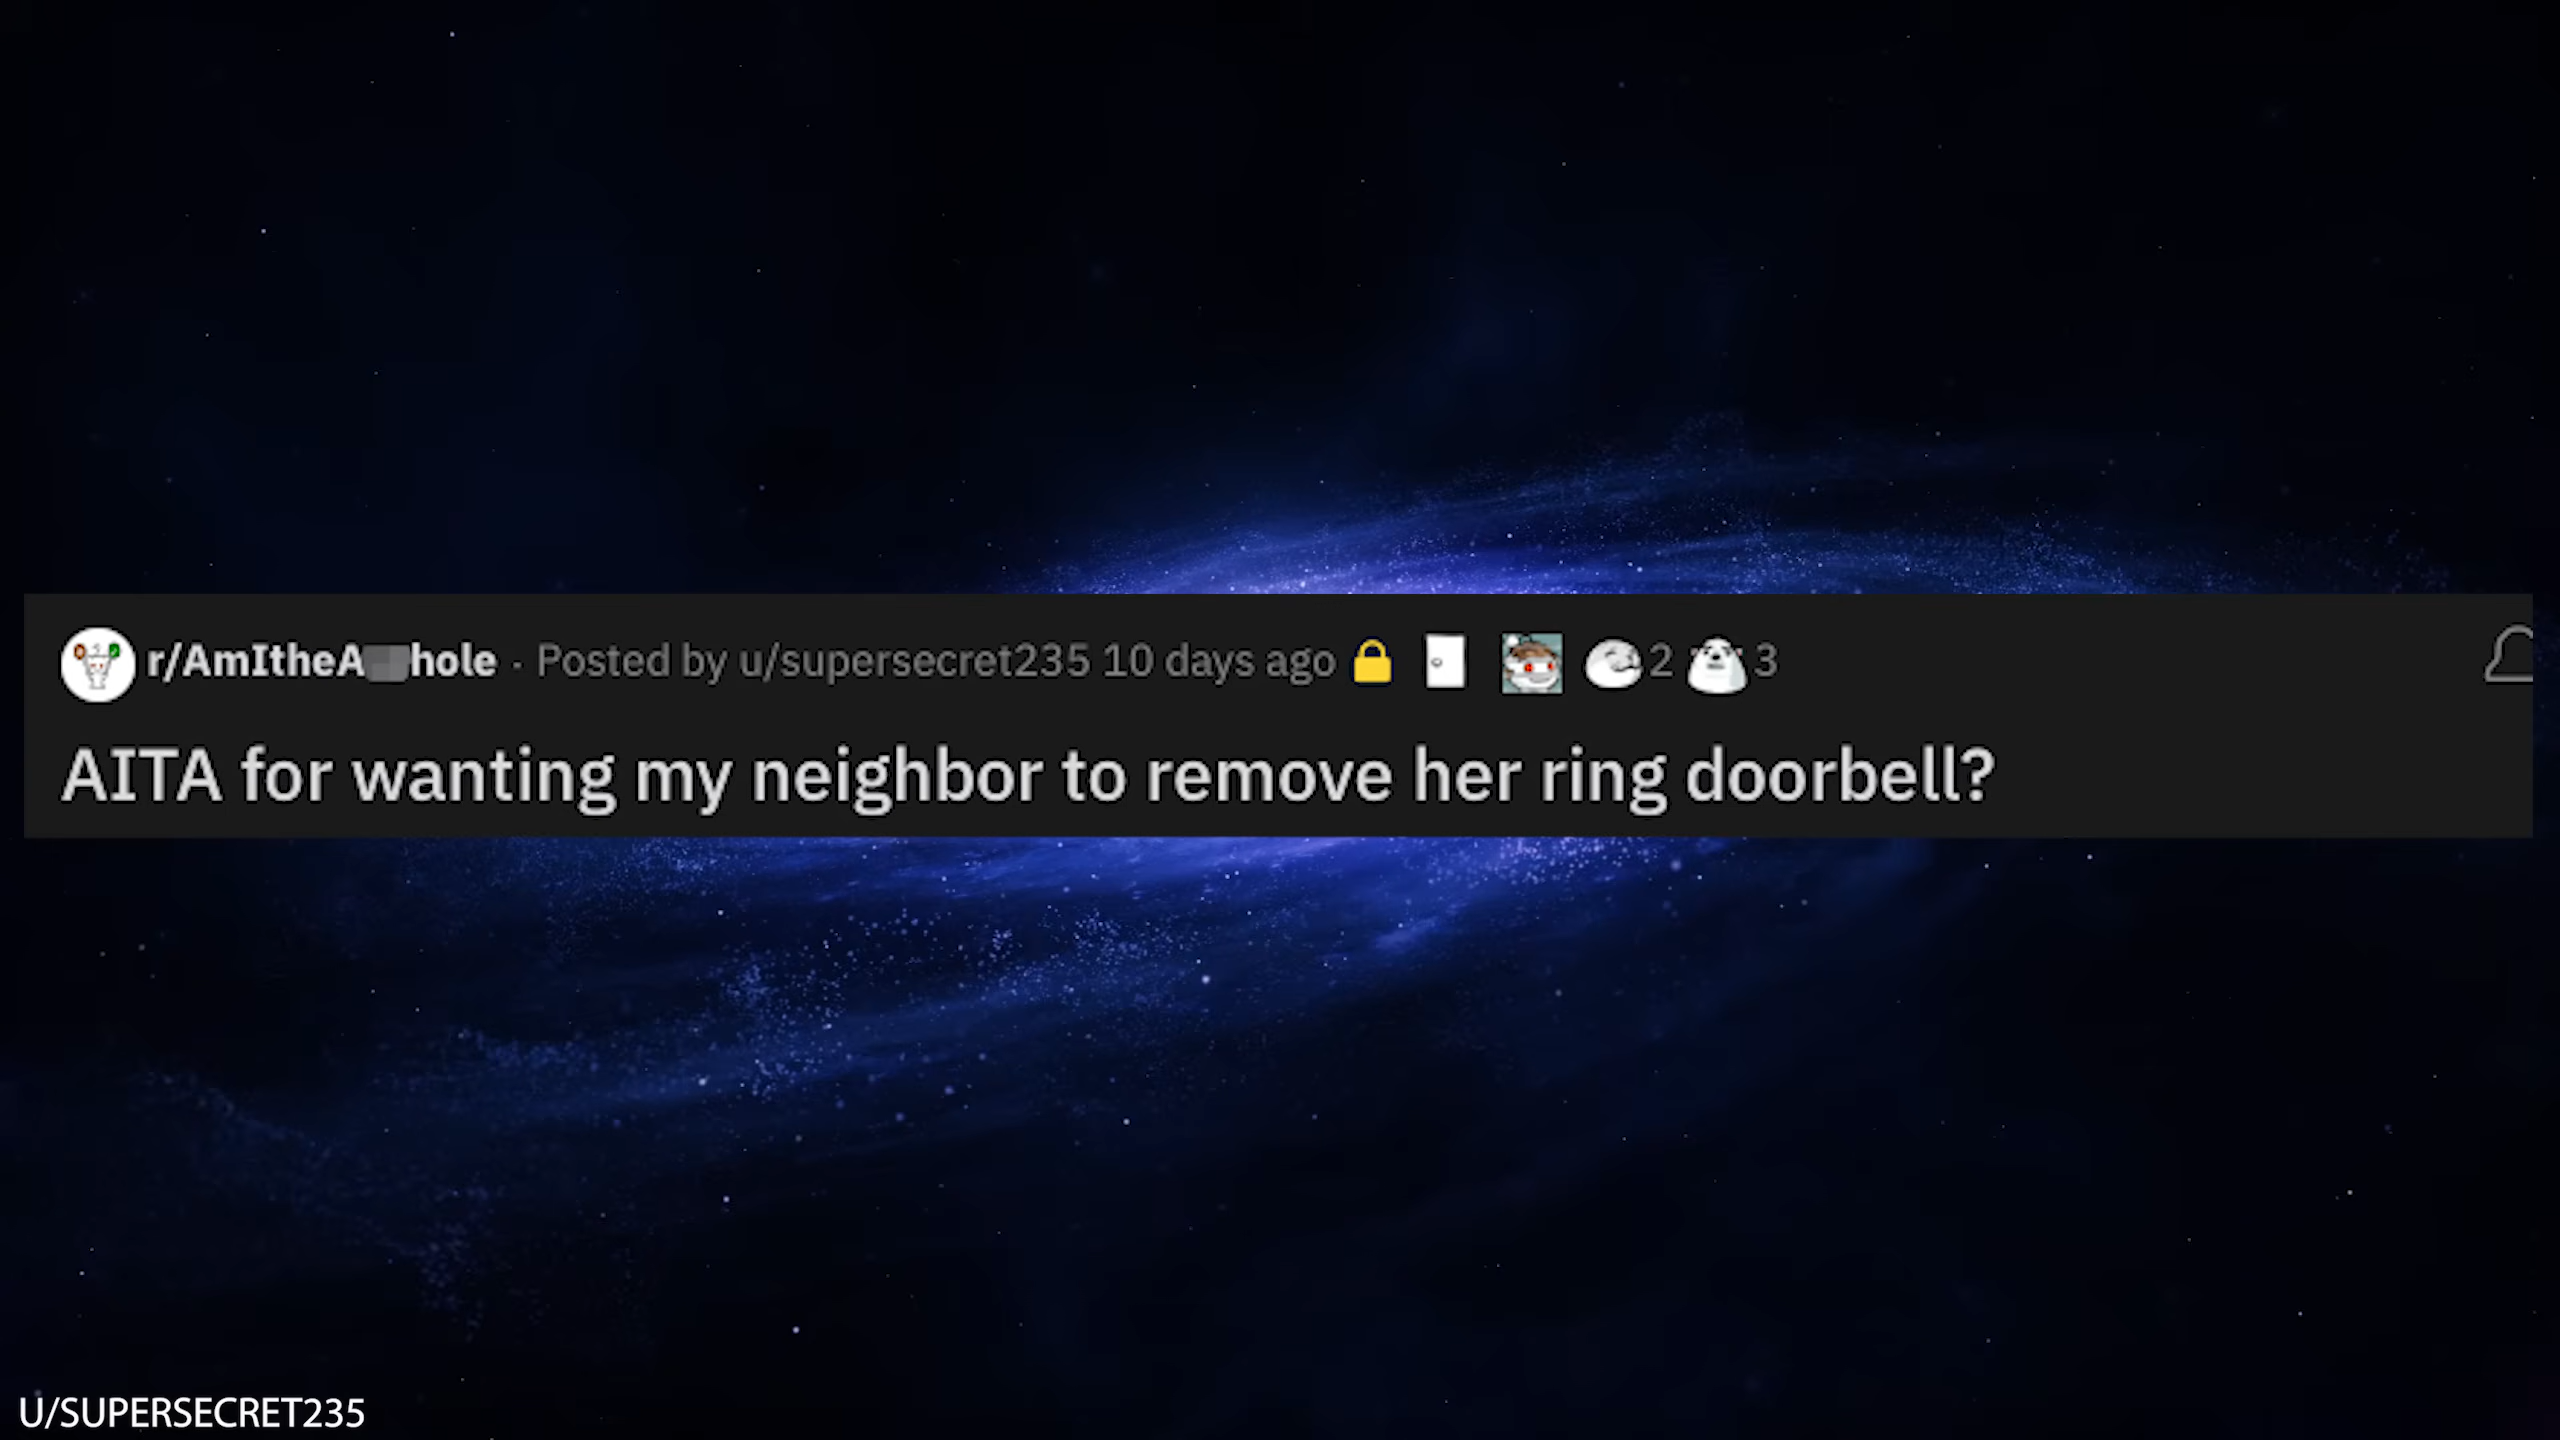 r/AmItheA hole · Posted by u/supersecret235 10 days ago 2 3
AITA for wanting my neighbor to remove her ring doorbell?
U/SUPERSECRET235